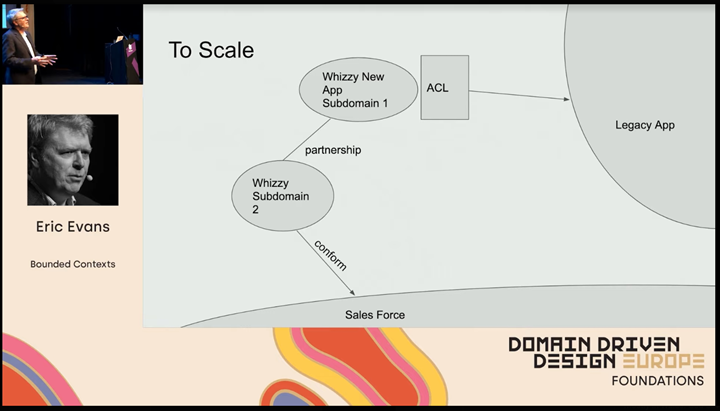 To Scale
Whizzy New
App
Subdomain 1
ACL
Legacy App
partnership
Whizzy
Subdomain
2
conform
Sales Force
Eric Evans
Bounded Contexts
DOMAIN DRIVEN
DESIGN EUROPE
FOUNDATIONS